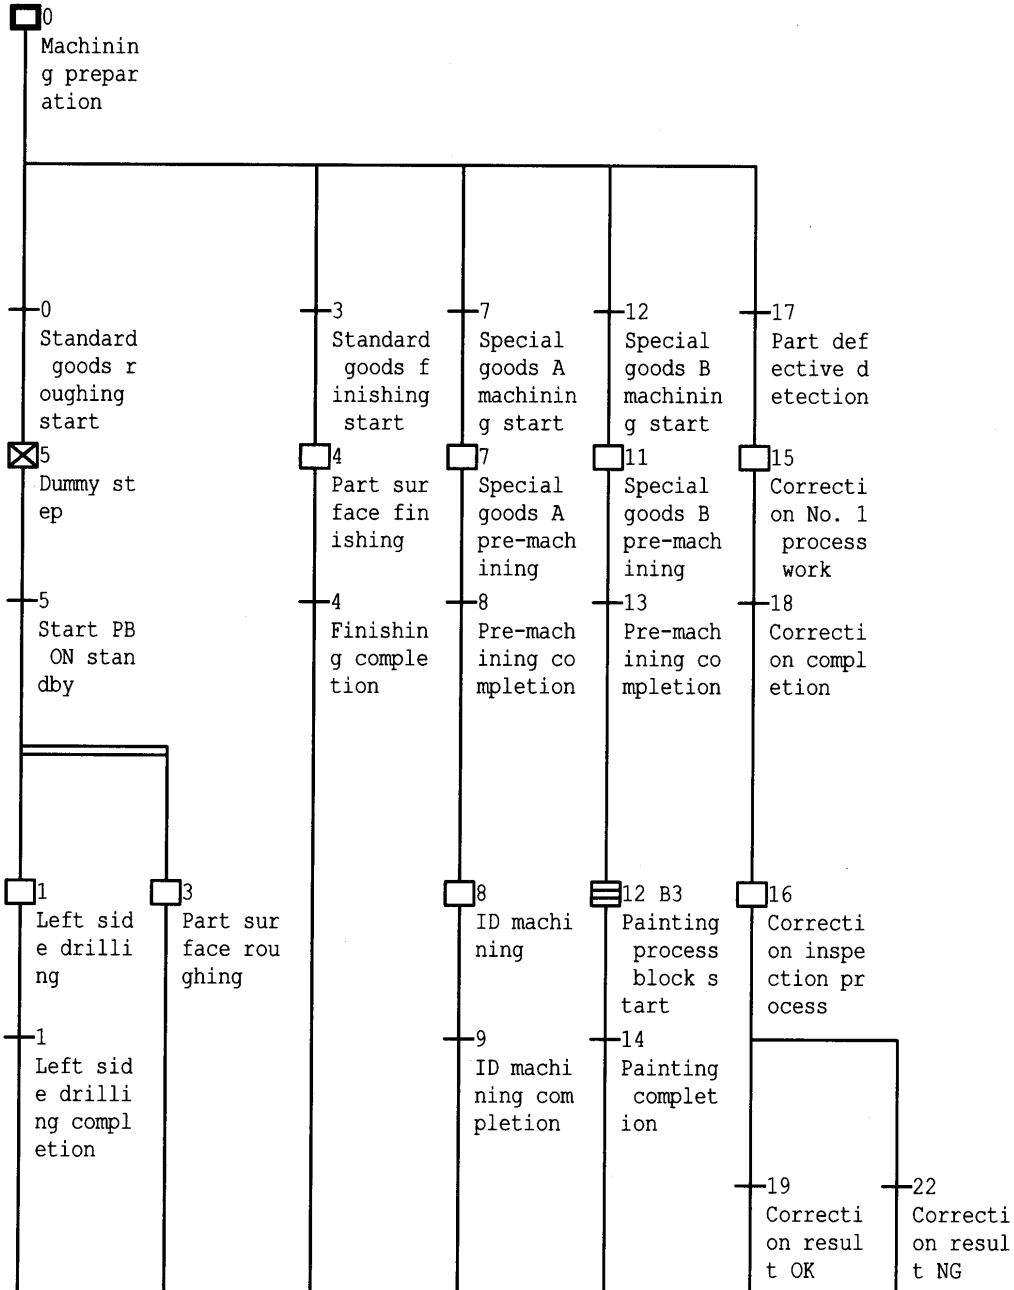 0
Machinin
g prepar
ation
0
Standard
goods r
oughing
start
3
Standard
goods f
inishing
start
7
Special
goods A
machinin
g start
12
Special
goods B
machinin
g start
17
Part def
ective d
etection
5
Dummy st
ep
4
Part sur
face fin
ishing
7
Special
goods A
pre-mach
ining
11
Special
goods B
pre-mach
ining
15
Correcti
on No. 1
process
work
5
Start PB
ON stan
dby
4
Finishin
g comple
tion
8
Pre-mach
ining co
mpletion
13
Pre-mach
ining co
mpletion
18
Correcti
on compl
etion
1
Left sid
e drilli
ng
3
Part sur
face rou
ghing
8
ID machi
ning
12 B3
Painting
process
block s
tart
16
Correcti
on inspe
ction pr
ocess
1
Left sid
e drilli
ng compl
etion
9
ID machi
ning com
pletion
14
Painting
complet
ion
19
Correcti
on resul
t OK
22
Correcti
on resul
t NG